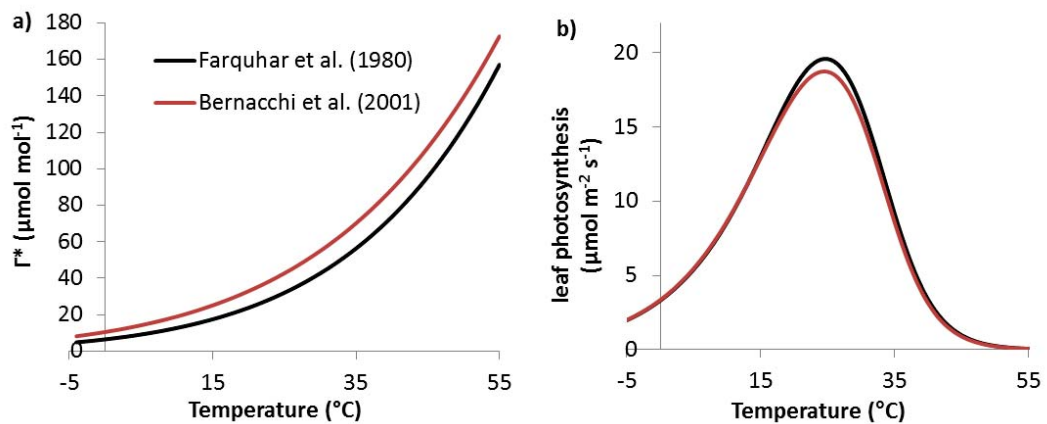 a)
180
160
140
120
100
80
60
40
20
0
Γ* (μmol mol⁻¹)
Farquhar et al. (1980)
Bernacchi et al. (2001)
-5
15
35
55
Temperature (°C)
b)
20
15
10
5
0
leaf photosynthesis
(μmol m⁻² s⁻¹)
-5
15
35
55
Temperature (°C)